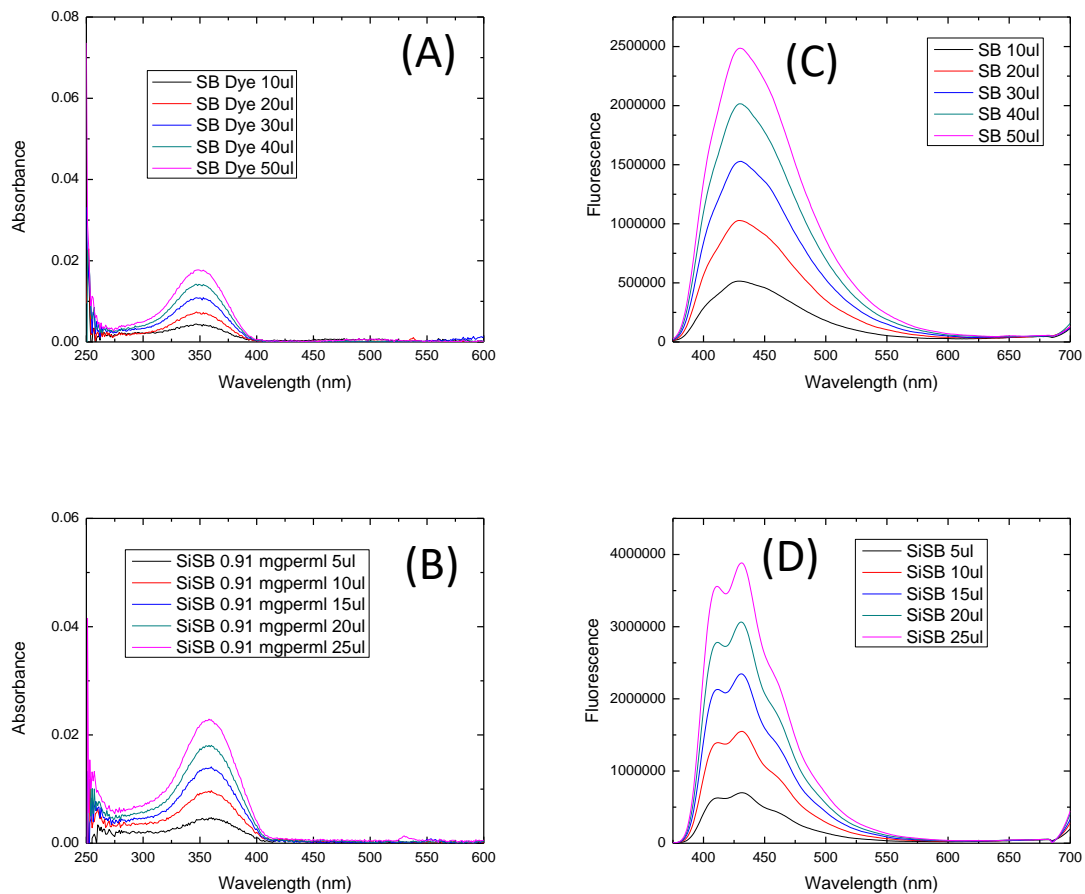 (A)
0.08
0.06
0.04
0.02
0.00
Absorbance
SB Dye 10ul
SB Dye 20ul
SB Dye 30ul
SB Dye 40ul
SB Dye 50ul
250 300 350 400 450 500 550 600
Wavelength (nm)
(C)
2500000
2000000
1500000
1000000
500000
0
Fluorescence
SB 10ul
SB 20ul
SB 30ul
SB 40ul
SB 50ul
400 450 500 550 600 650 700
Wavelength (nm)
(B)
0.06
0.04
0.02
0.00
Absorbance
SiSB 0.91 mgperml 5ul
SiSB 0.91 mgperml 10ul
SiSB 0.91 mgperml 15ul
SiSB 0.91 mgperml 20ul
SiSB 0.91 mgperml 25ul
250 300 350 400 450 500 550 600
Wavelength (nm)
(D)
4000000
3000000
2000000
1000000
0
Fluorescence
SiSB 5ul
SiSB 10ul
SiSB 15ul
SiSB 20ul
SiSB 25ul
400 450 500 550 600 650 700
Wavelength (nm)